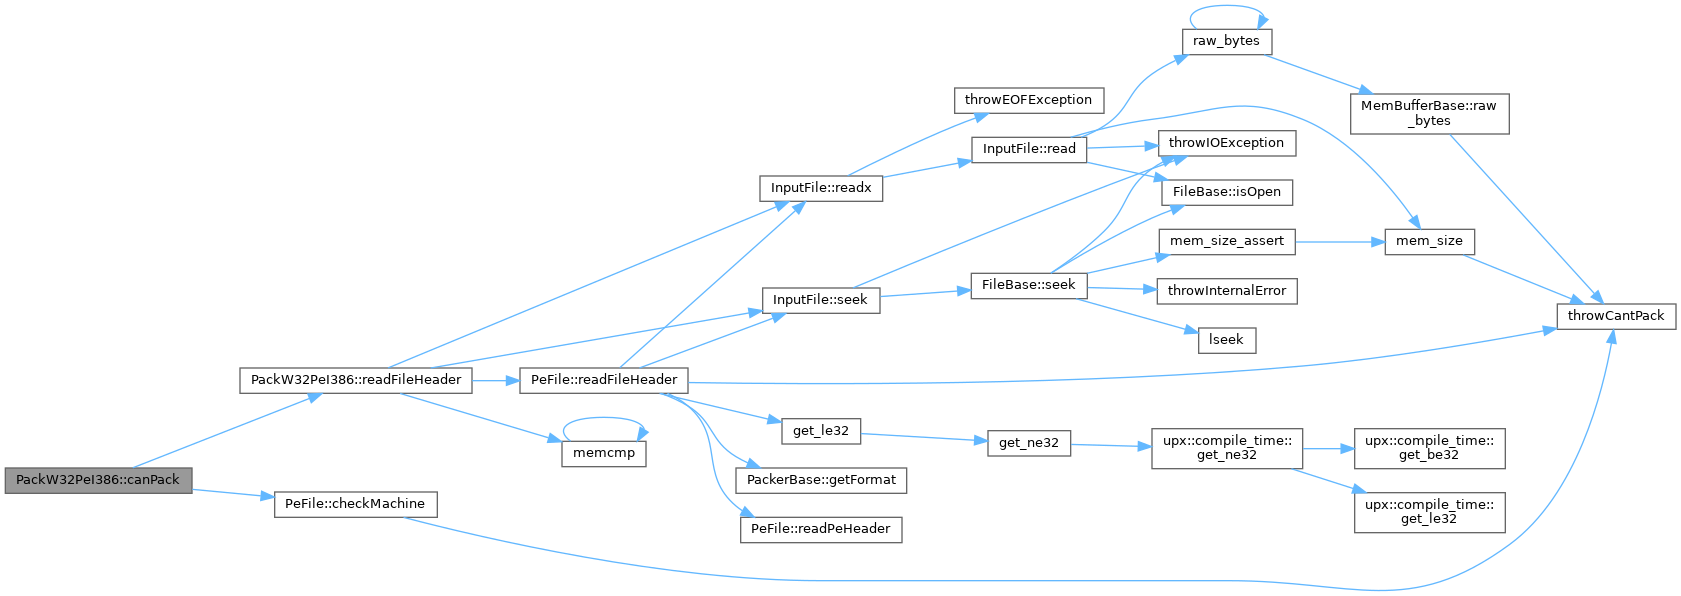 raw_bytes
throwEOFException
MemBufferBase::raw
_bytes
InputFile::read
throwIOException
InputFile::readx
FileBase::isOpen
mem_size_assert
mem_size
FileBase::seek
throwInternalError
InputFile::seek
throwCantPack
lseek
PackW32PeI386::readFileHeader
PeFile::readFileHeader
get_le32
get_ne32
upx::compile_time::
get_ne32
upx::compile_time::
get_be32
memcmp
PackW32PeI386::canPack
PackerBase::getFormat
PeFile::checkMachine
upx::compile_time::
get_le32
PeFile::readPeHeader